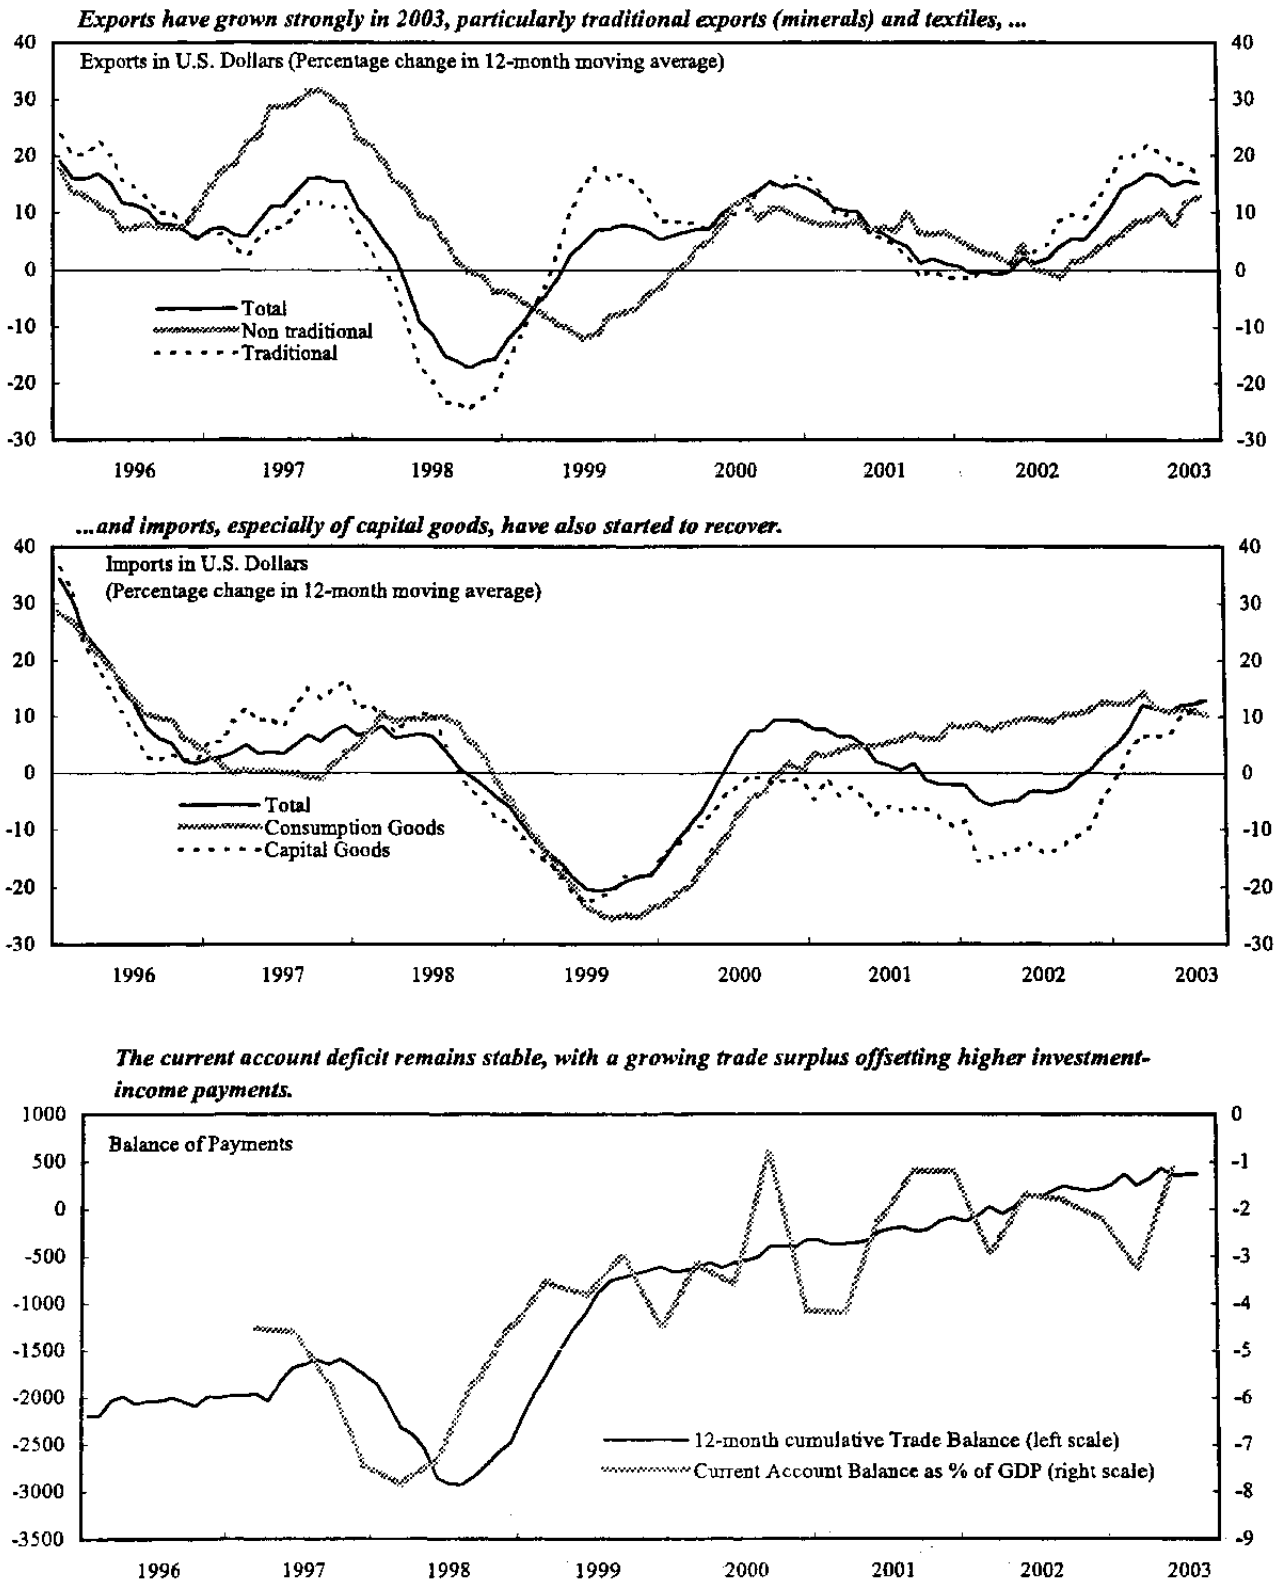 Exports have grown strongly in 2003, particularly traditional exports (minerals) and textiles, ...
40 40
Exports in U.S. Dollars (Percentage change in 12-month moving average)
30 30
20 20
10 10
0 0
Total
-10 Non traditional -10
Traditional
-20 -20
-30 -30
1996 1997 1998 1999 2000 2001 2002 2003
...and imports, especially of capital goods, have also started to recover.
40 40
Imports in U.S. Dollars
(Percentage change in 12-month moving average)
30 30
20 20
10 10
0 0
Total
Consumption Goods
-10 -10
Capital Goods
-20 -20
-30 -30
1996 1997 1998 1999 2000 2001 2002 2003
The current account deficit remains stable, with a growing trade surplus offsetting higher investment-
income payments.
1000 0
Balance of Payments
500 -1
0 -2
-500 -3
-1000 -4
-1500 -5
-2000 -6
12-month cumulative Trade Balance (left scale)
-2500 -7
Current Account Balance as % of GDP (right scale)
-3000 -8
-3500 -9
1996 1997 1998 1999 2000 2001 2002 2003